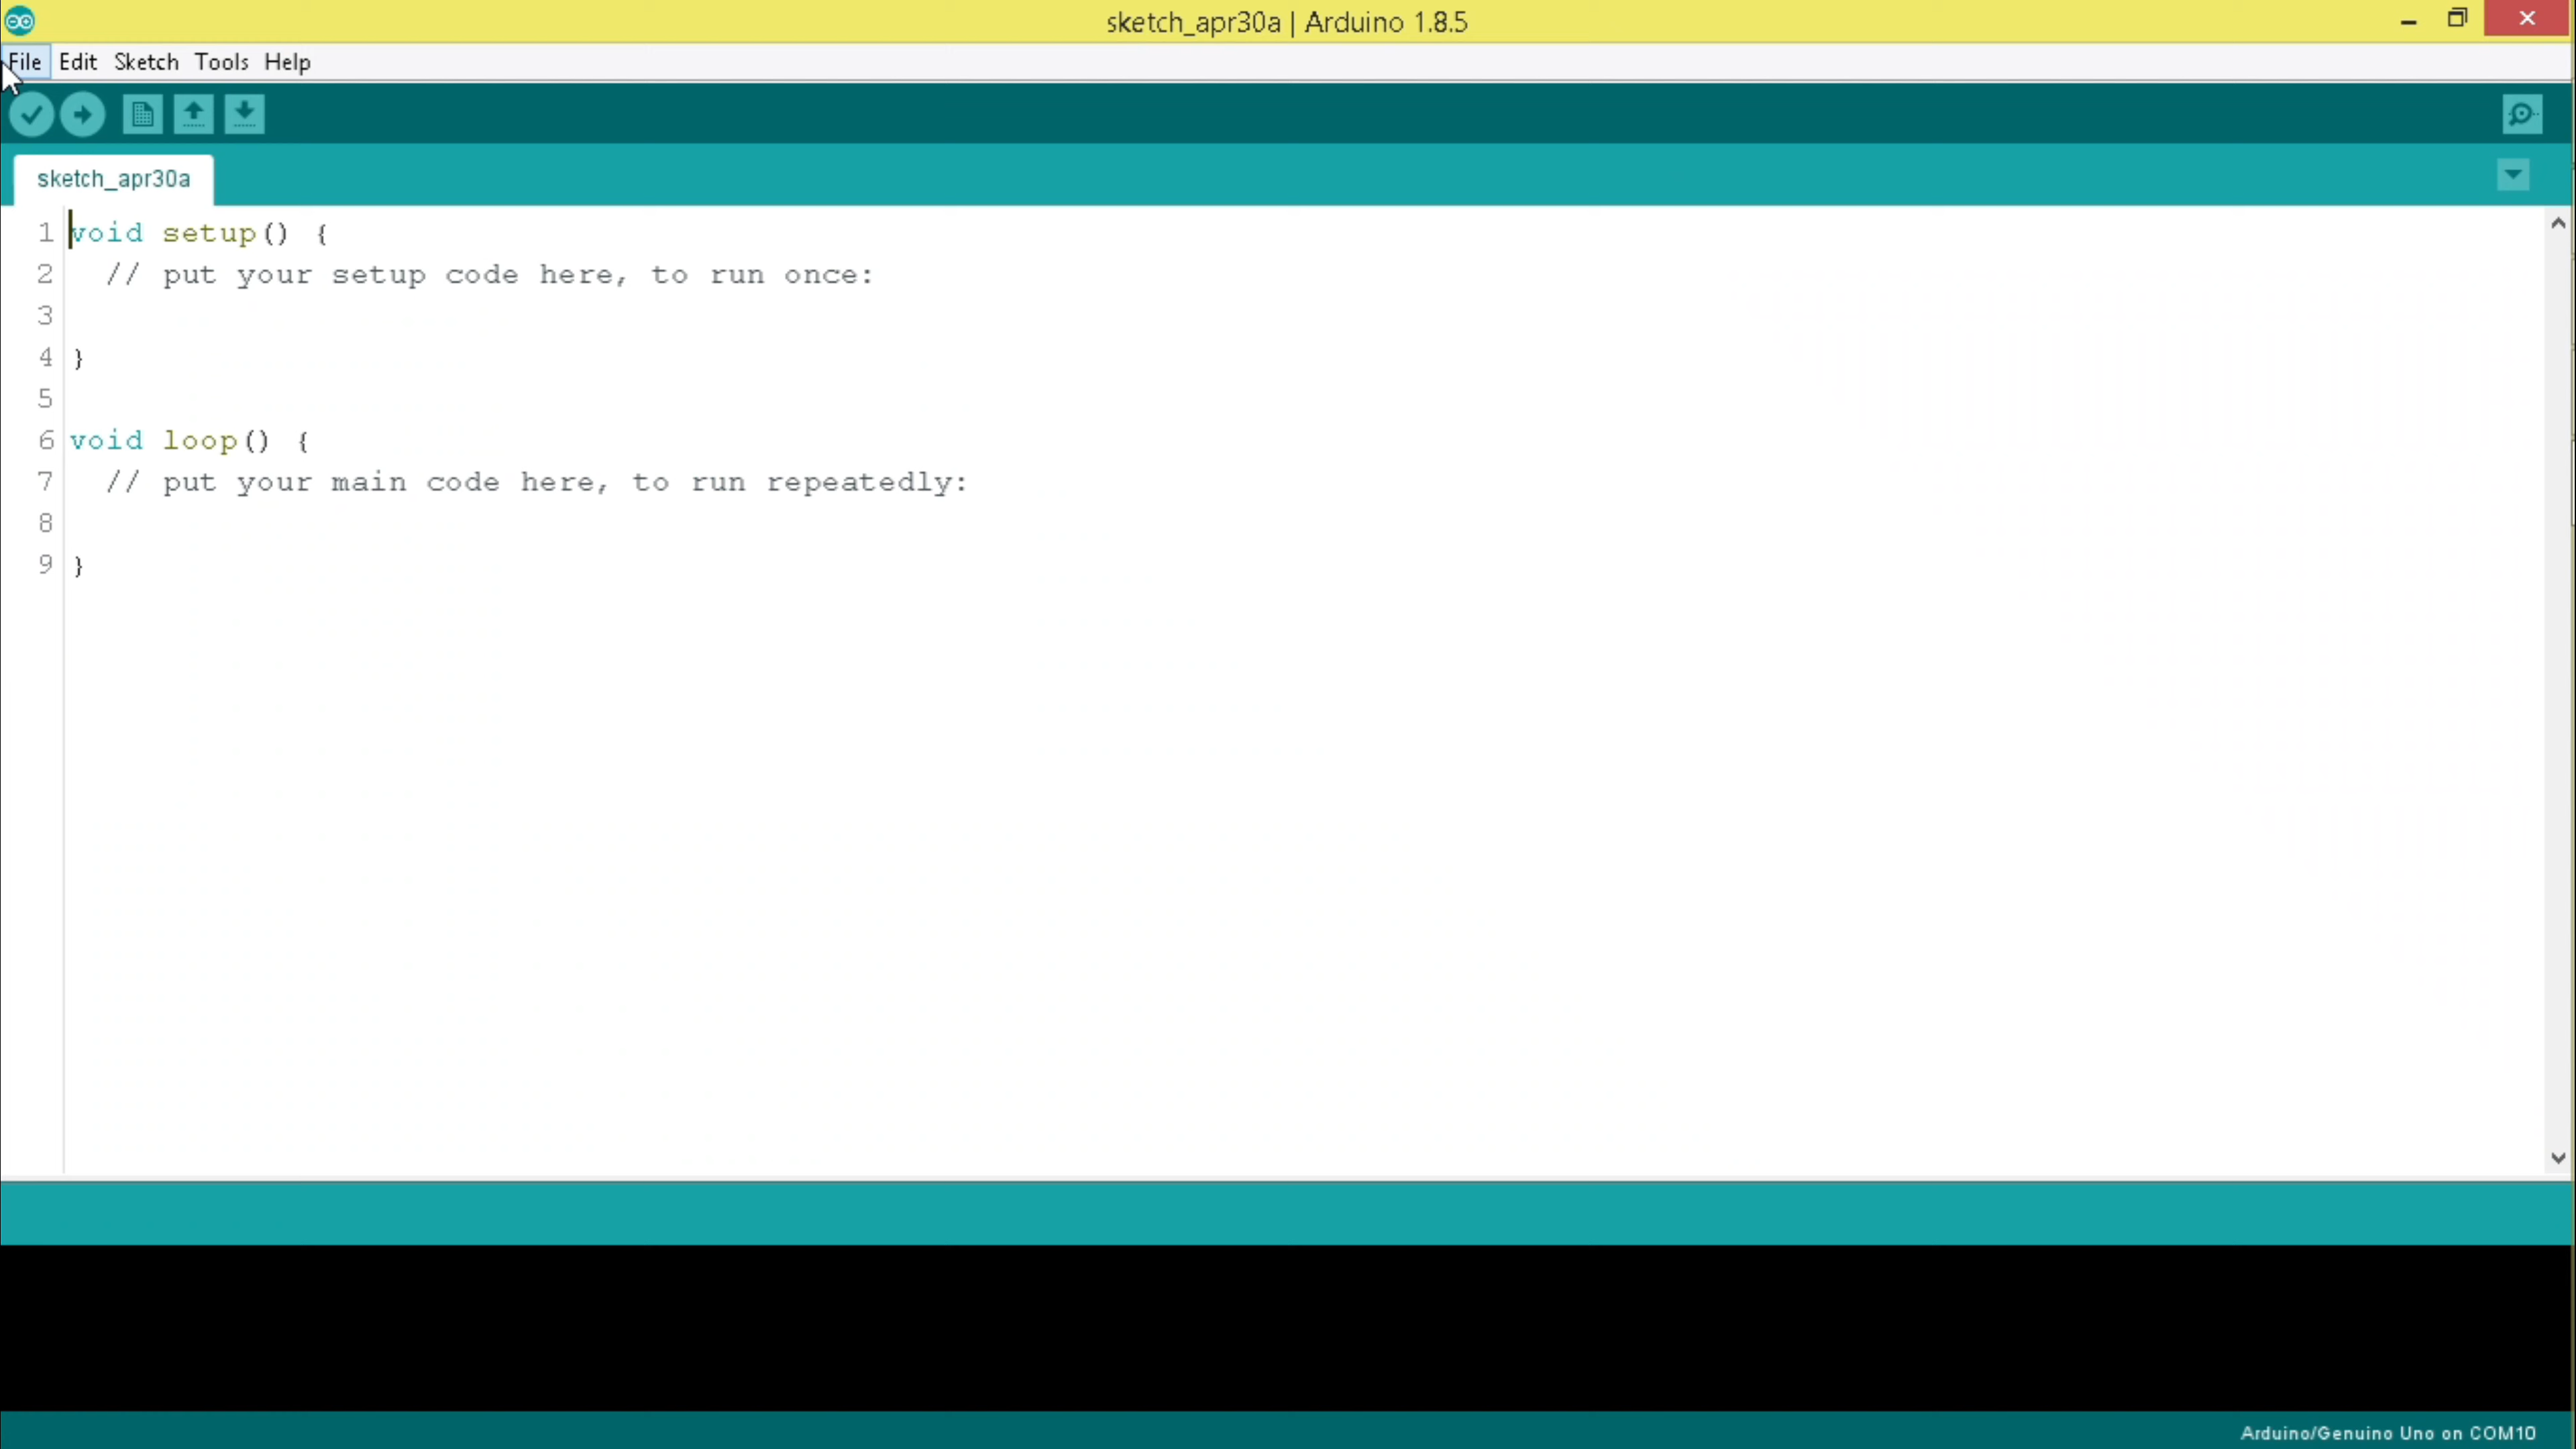 sketch_apr30a | Arduino 1.8.5
File Edit Sketch Tools Help
sketch_apr30a
1 void setup() {
2 // put your setup code here, to run once:
3
4 }
5
6 void loop() {
7 // put your main code here, to run repeatedly:
8
9 }
Arduino/Genuino Uno on COM10